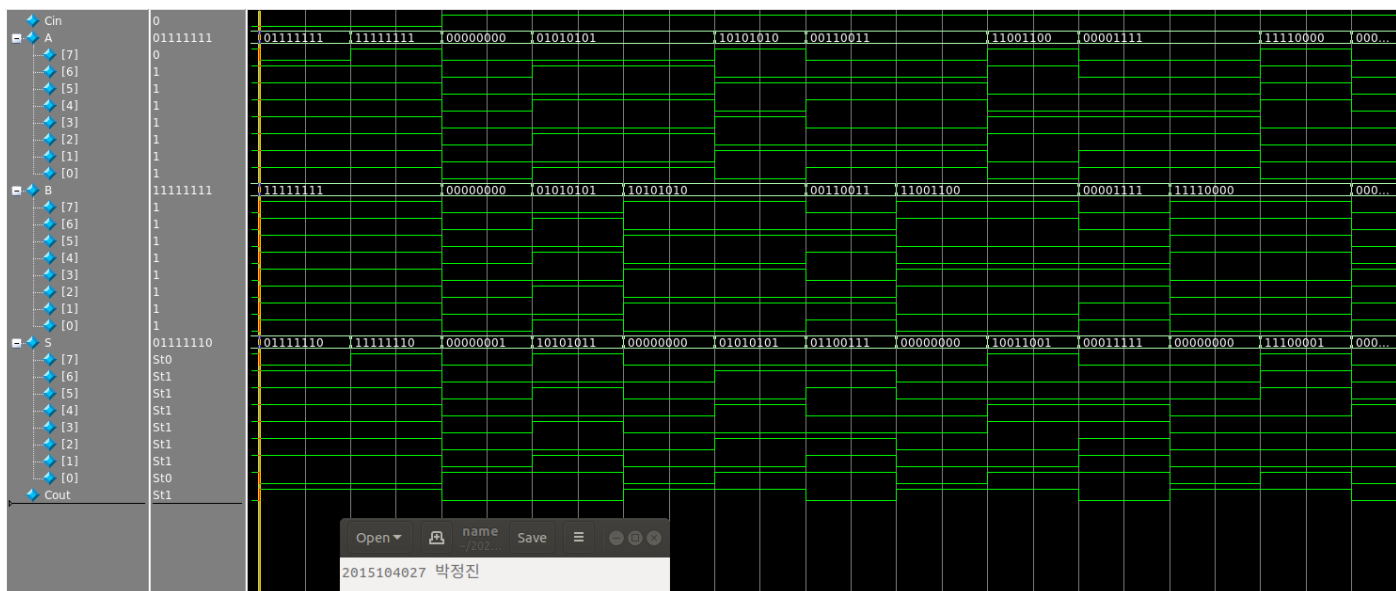 Cin 0
A 01111111 01111111 11111111 00000000 01010101 10101010 00110011 11001100 00001111 11110000 000...
[7] 0
[6] 1
[5] 1
[4] 1
[3] 1
[2] 1
[1] 1
[0] 1
B 11111111 11111111 00000000 01010101 10101010 00110011 11001100 00001111 11110000 000...
[7] 1
[6] 1
[5] 1
[4] 1
[3] 1
[2] 1
[1] 1
[0] 1
S 01111110 01111110 11111110 00000001 10101011 00000000 01010101 01100111 00000000 10011001 00011111 00000000 11100001 000...
[7] St0
[6] St1
[5] St1
[4] St1
[3] St1
[2] St1
[1] St1
[0] St0
Cout St1
Open name Save
~/202...
2015104027 박정진